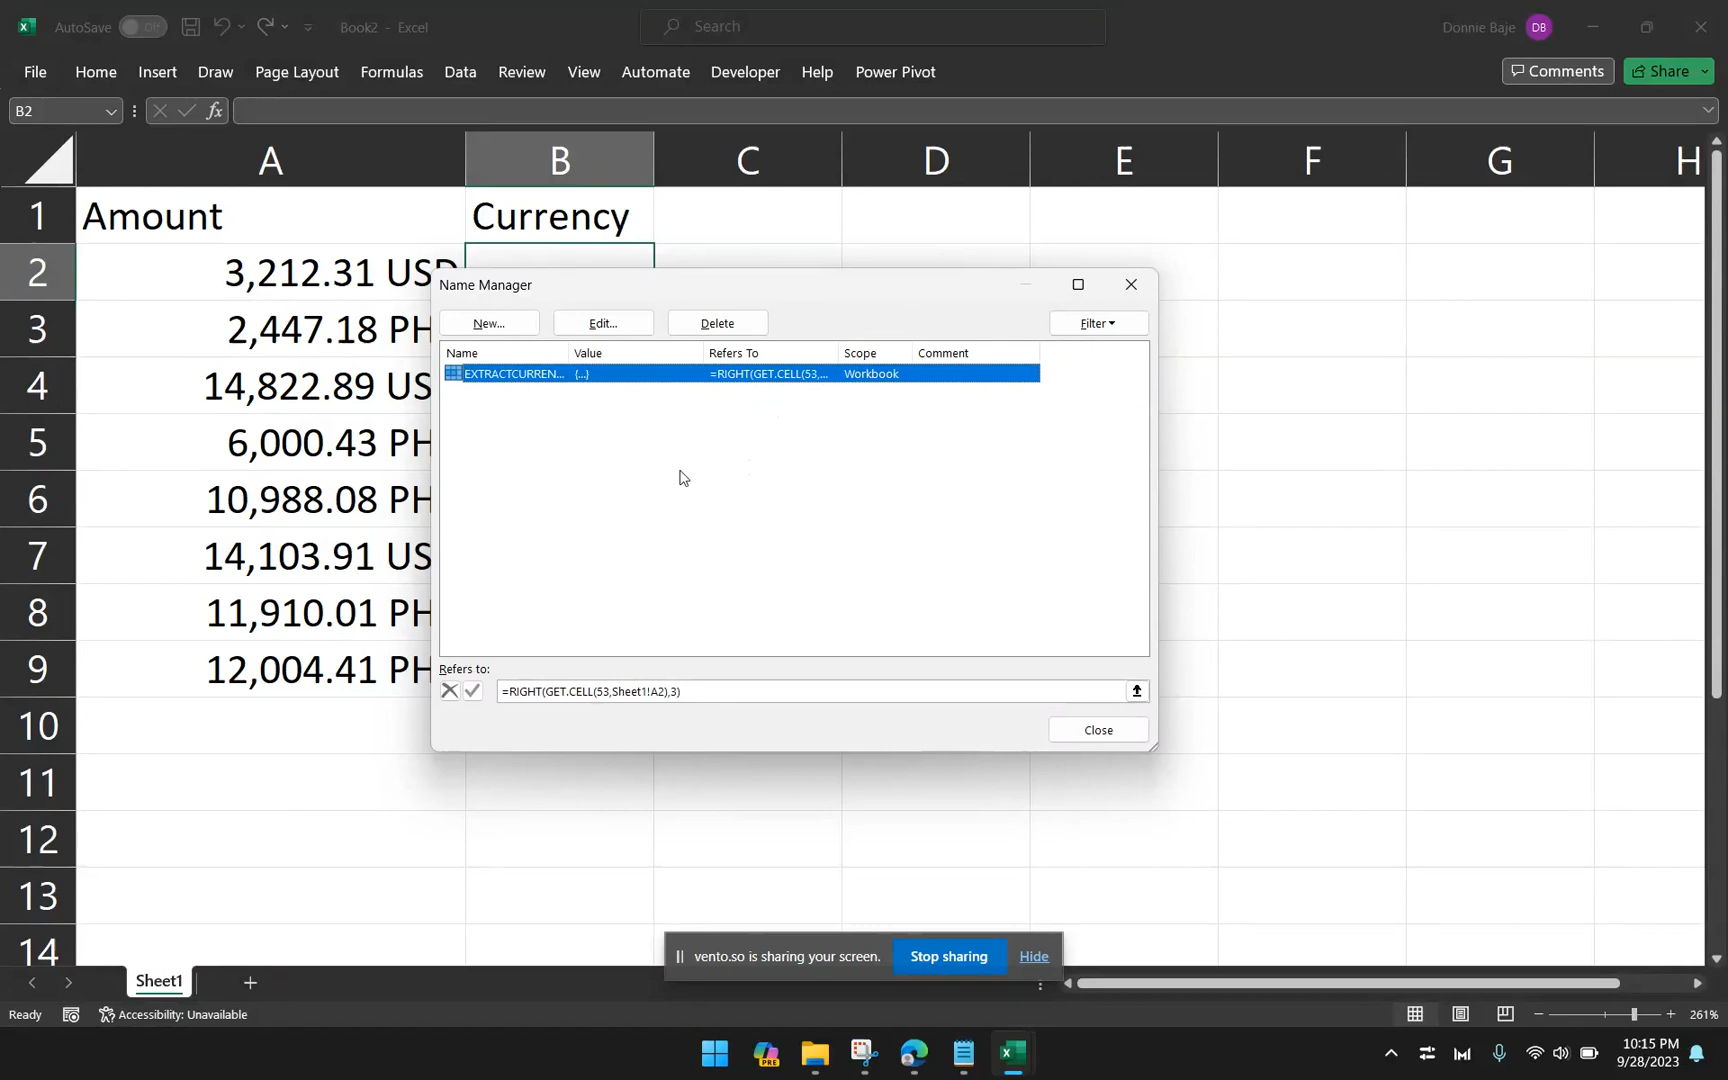 AutoSave Off Book2 - Excel Search Donnie Baje DB
File Home Insert Draw Page Layout Formulas Data Review View Automate Developer Help Power Pivot Comments Share
B2 fx
A B C D E F G H
1 Amount Currency
2 3,212.31 USD
Name Manager
New... Edit... Delete Filter
3 2,447.18 PH
Name Value Refers To Scope Comment
EXTRACTCURREN... {...} =RIGHT(GET.CELL(53,... Workbook
4 14,822.89 US
5 6,000.43 PH
6 10,988.08 PH
7 14,103.91 US
8 11,910.01 PH
9 12,004.41 PH
Refers to:
=RIGHT(GET.CELL(53,Sheet1!A2),3)
10
Close
11
12
13
14
vento.so is sharing your screen. Stop sharing Hide
Sheet1
Ready Accessibility: Unavailable 261%
PRE
10:15 PM
9/28/2023